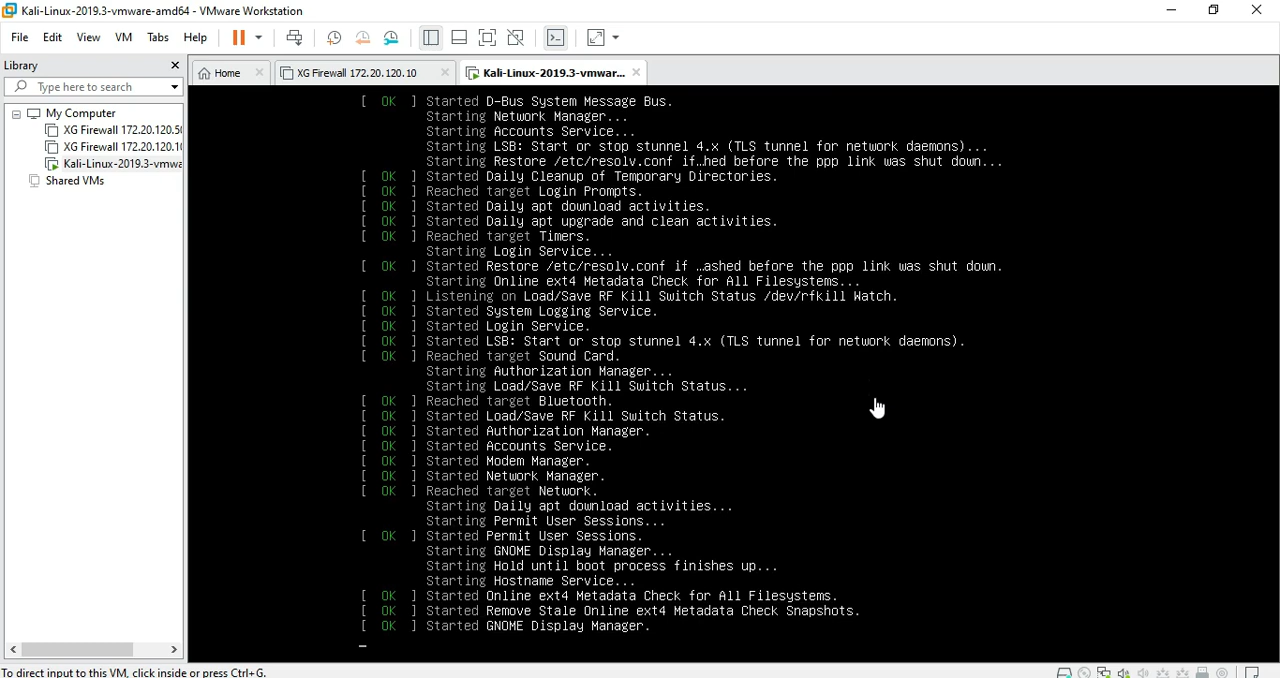 Kali-Linux-2019.3-vmware-amd64 - VMware Workstation
File Edit View VM Tabs Help
Library
Type here to search
My Computer
XG Firewall 172.20.120.50
XG Firewall 172.20.120.10
Kali-Linux-2019.3-vmwa
Shared VMs
Home
XG Firewall 172.20.120.10
Kali-Linux-2019.3-vmwar...
[ OK ] Started D-Bus System Message Bus.
Starting Network Manager...
Starting Accounts Service...
Starting LSB: Start or stop stunnel 4.x (TLS tunnel for network daemons)...
Starting Restore /etc/resolv.conf if…hed before the ppp link was shut down...
[ OK ] Started Daily Cleanup of Temporary Directories.
[ OK ] Reached target Login Prompts.
[ OK ] Started Daily apt download activities.
[ OK ] Started Daily apt upgrade and clean activities.
[ OK ] Reached target Timers.
Starting Login Service...
[ OK ] Started Restore /etc/resolv.conf if …ashed before the ppp link was shut down.
Starting Online ext4 Metadata Check for All Filesystems...
[ OK ] Listening on Load/Save RF Kill Switch Status /dev/rfkill Watch.
[ OK ] Started System Logging Service.
[ OK ] Started Login Service.
[ OK ] Started LSB: Start or stop stunnel 4.x (TLS tunnel for network daemons).
[ OK ] Reached target Sound Card.
Starting Authorization Manager...
Starting Load/Save RF Kill Switch Status...
[ OK ] Reached target Bluetooth.
[ OK ] Started Load/Save RF Kill Switch Status.
[ OK ] Started Authorization Manager.
[ OK ] Started Accounts Service.
[ OK ] Started Modem Manager.
[ OK ] Started Network Manager.
[ OK ] Reached target Network.
Starting Daily apt download activities...
Starting Permit User Sessions...
[ OK ] Started Permit User Sessions.
Starting GNOME Display Manager...
Starting Hold until boot process finishes up...
Starting Hostname Service...
[ OK ] Started Online ext4 Metadata Check for All Filesystems.
[ OK ] Started Remove Stale Online ext4 Metadata Check Snapshots.
[ OK ] Started GNOME Display Manager.
To direct input to this VM, click inside or press Ctrl+G.